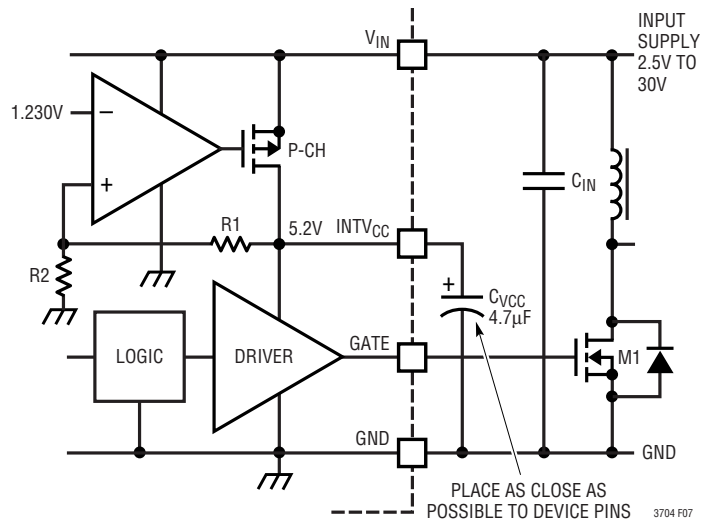 V_IN
INPUT
SUPPLY
2.5V TO
30V
1.230V
−
P-CH
+
C_IN
R1
5.2V
INTV_CC
R2
+
C_VCC
4.7μF
LOGIC
DRIVER
GATE
M1
GND
GND
PLACE AS CLOSE AS
POSSIBLE TO DEVICE PINS
3704 F07